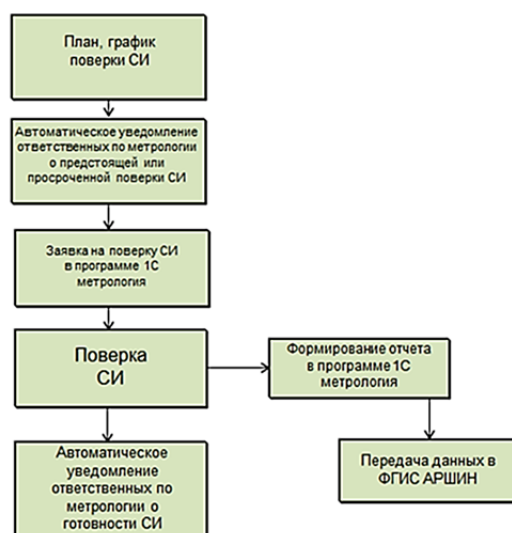 План, график
поверки СИ
Автоматическое уведомление
ответственных по метрологии
о предстоящей или
просроченной поверки СИ
Заявка на поверку СИ
в программе 1С
метрология
Поверка
СИ
Формирование отчета
в программе 1С
метрология
Автоматическое
уведомление
ответственных по
метрологии о
готовности СИ
Передача данных в
ФГИС АРШИН